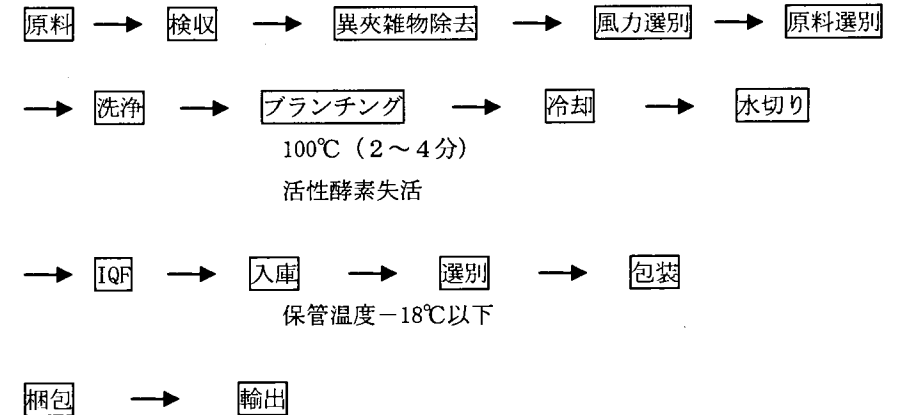 原料 → 検収 → 異夾雑物除去 → 風力選別 → 原料選別
→ 洗浄 → ブランチング → 冷却 → 水切り
100℃（２～４分）
活性酵素失活
→ IQF → 入庫 → 選別 → 包装
保管温度－18℃以下
梱包 → 輸出